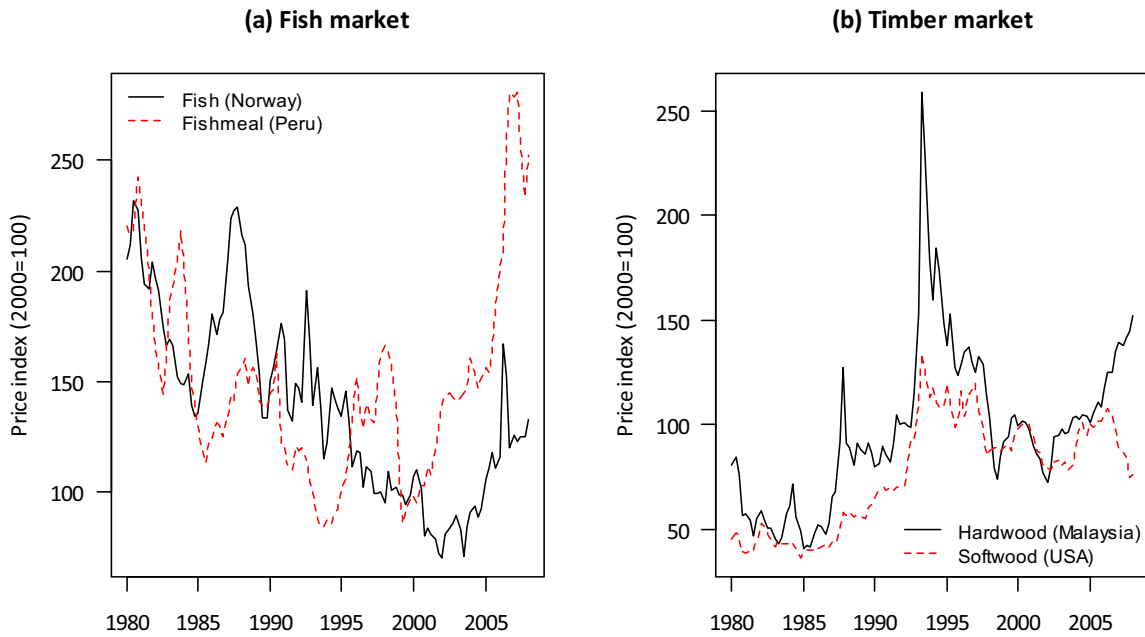 (a) Fish market
Price index (2000=100)
250
200
150
100
Fish (Norway)
Fishmeal (Peru)
1980 1985 1990 1995 2000 2005
(b) Timber market
Price index (2000=100)
250
200
150
100
50
Hardwood (Malaysia)
Softwood (USA)
1980 1985 1990 1995 2000 2005